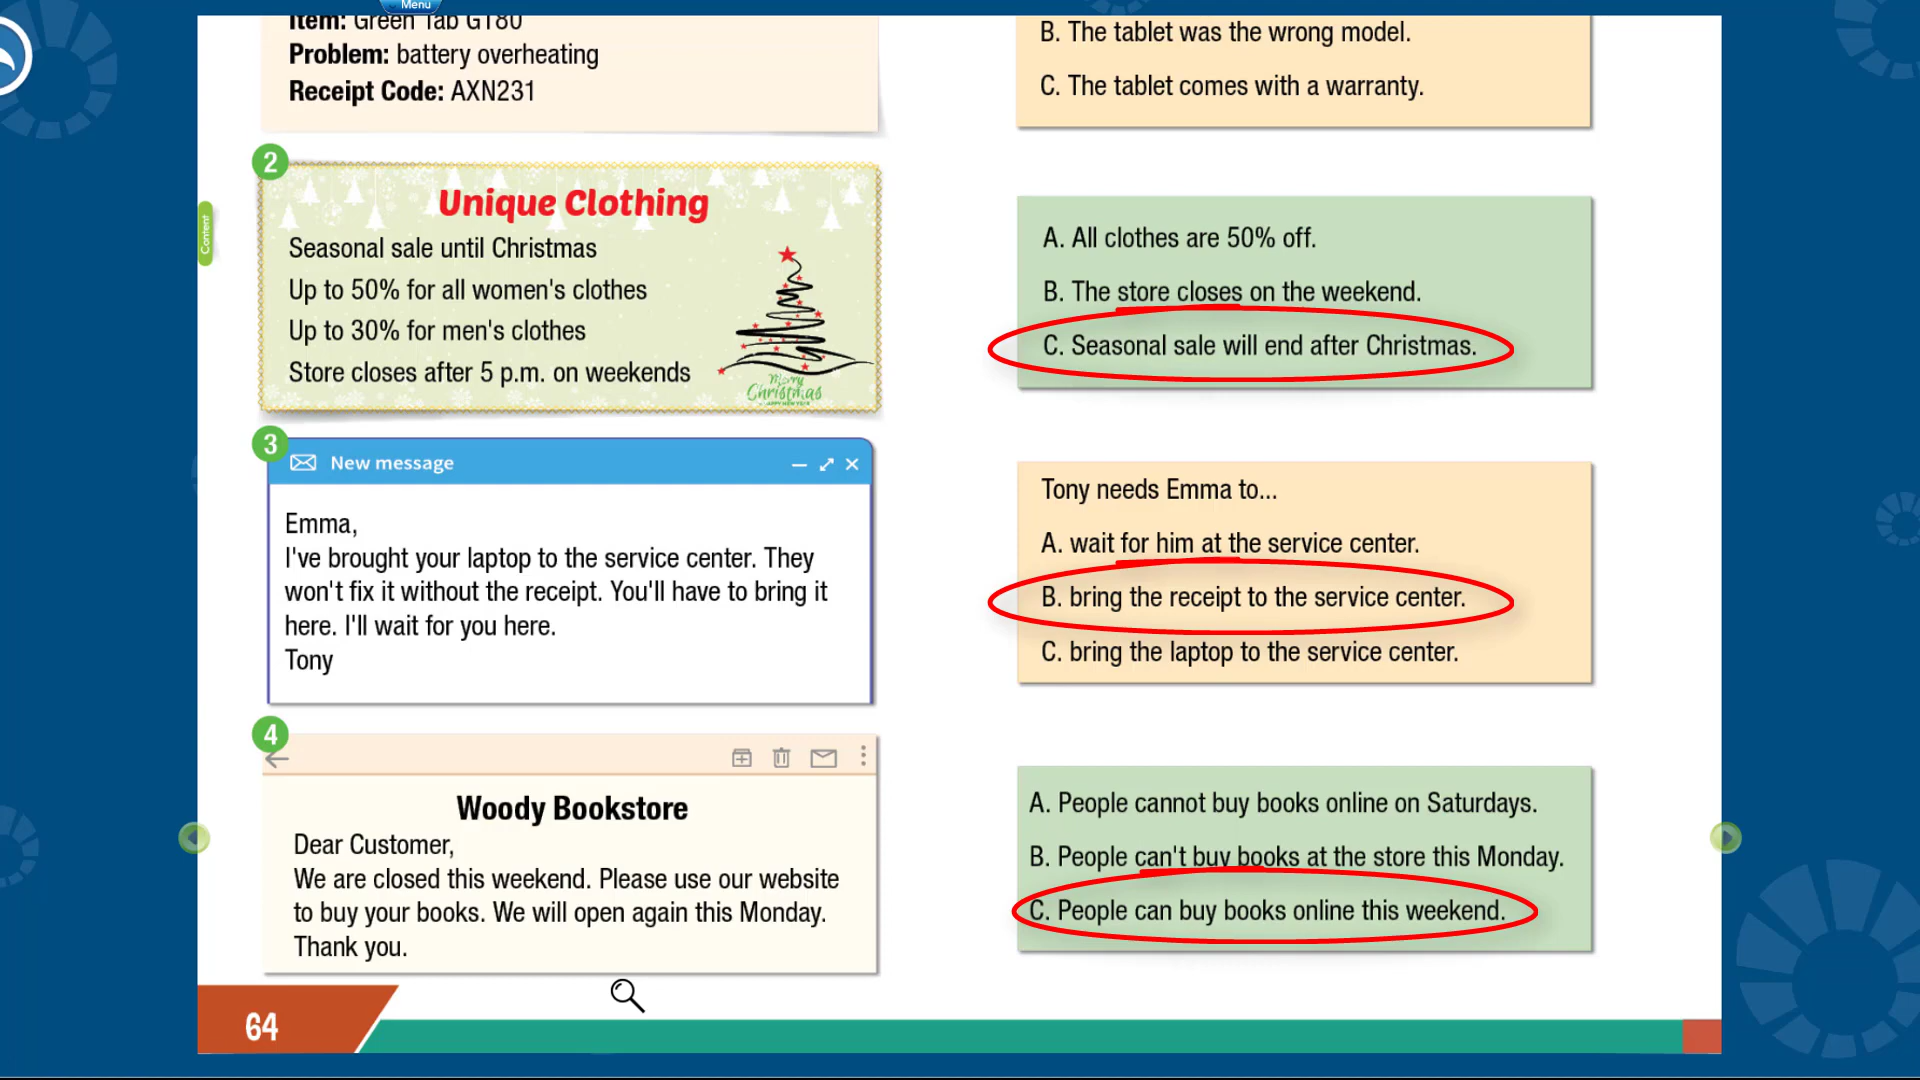 Menu
Item: Green Tab GT80
Problem: battery overheating
Receipt Code: AXN231
B. The tablet was the wrong model.
C. The tablet comes with a warranty.
Content
2
Unique Clothing
Seasonal sale until Christmas
Up to 50% for all women's clothes
Up to 30% for men's clothes
Store closes after 5 p.m. on weekends
Merry
Christmas
A. All clothes are 50% off.
B. The store closes on the weekend.
C. Seasonal sale will end after Christmas.
3
New message
Emma,
I've brought your laptop to the service center. They
won't fix it without the receipt. You'll have to bring it
here. I'll wait for you here.
Tony
Tony needs Emma to...
A. wait for him at the service center.
B. bring the receipt to the service center.
C. bring the laptop to the service center.
4
Woody Bookstore
Dear Customer,
We are closed this weekend. Please use our website
to buy your books. We will open again this Monday.
Thank you.
A. People cannot buy books online on Saturdays.
B. People can't buy books at the store this Monday.
C. People can buy books online this weekend.
64